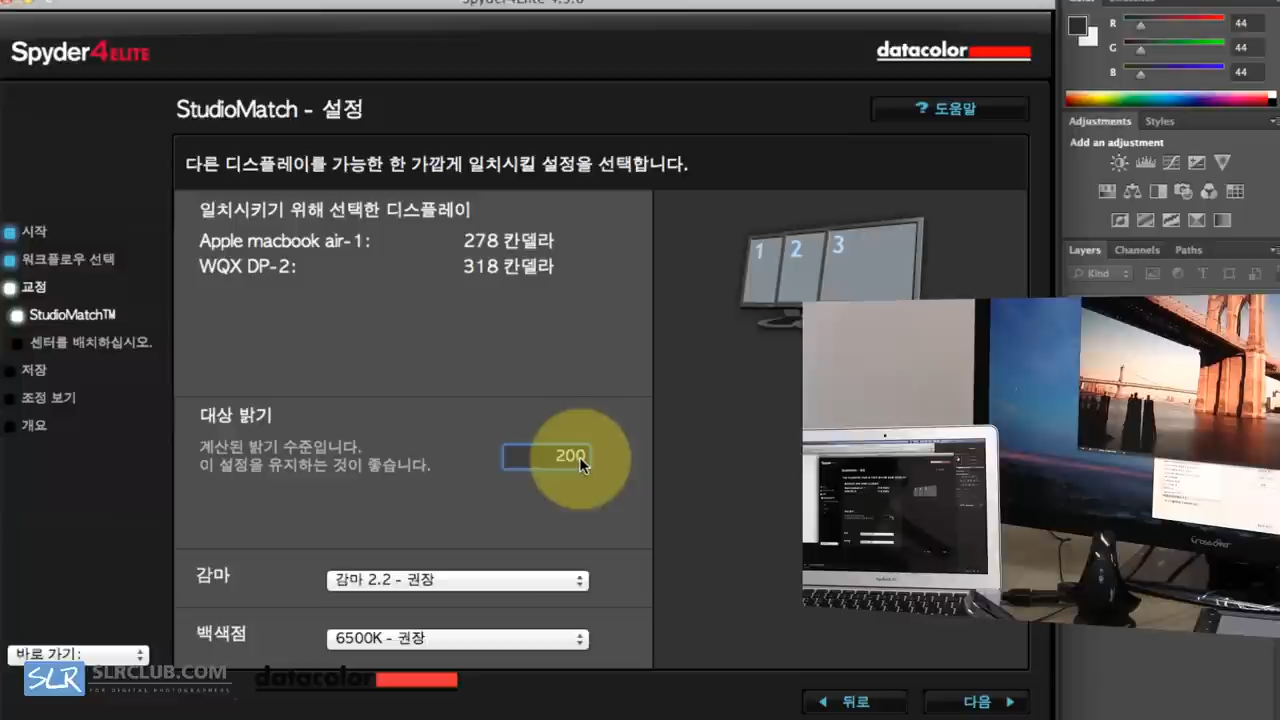 Spyder4Elite 4.5.6
Spyder4ELITE
datacolor
StudioMatch - 설정
? 도움말
다른 디스플레이를 가능한 한 가깝게 일치시킬 설정을 선택합니다.
일치시키기 위해 선택한 디스플레이
Apple macbook air-1: 278 칸델라
WQX DP-2: 318 칸델라
1 2 3
시작
워크플로우 선택
교정
StudioMatch™
센터를 배치하십시오.
저장
조정 보기
개요
대상 밝기
계산된 밝기 수준입니다.
이 설정을 유지하는 것이 좋습니다.
200
감마
감마 2.2 - 권장
백색점
6500K - 권장
바로 가기:
SLR SLRCLUB.COM
FOR DIGITAL PHOTOGRAPHERS
datacolor
뒤로
다음
R 44
G 44
B 44
Adjustments Styles
Add an adjustment
Layers Channels Paths
Kind
CrossOver